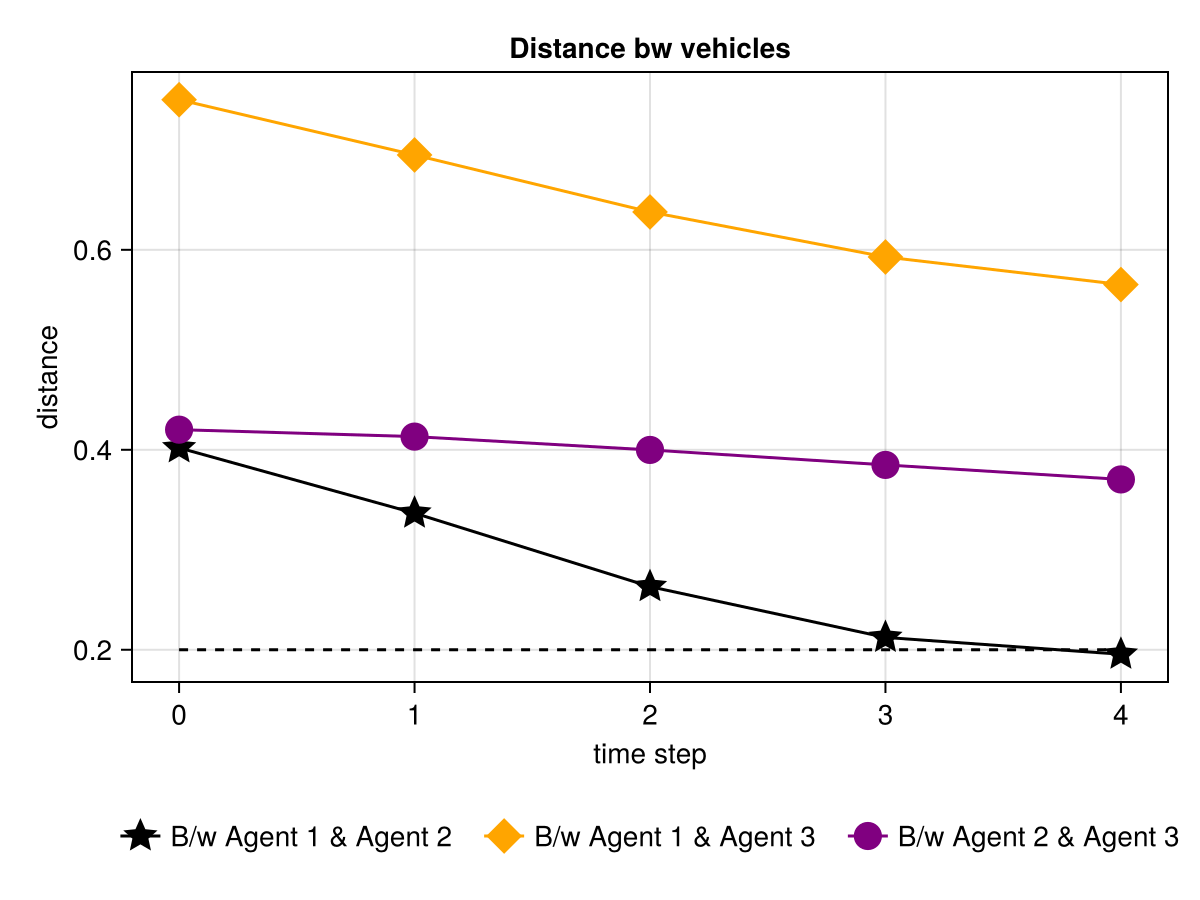 Distance bw vehicles
distance
0.6
0.4
0.2
0 1 2 3 4
time step
B/w Agent 1 & Agent 2 B/w Agent 1 & Agent 3 B/w Agent 2 & Agent 3